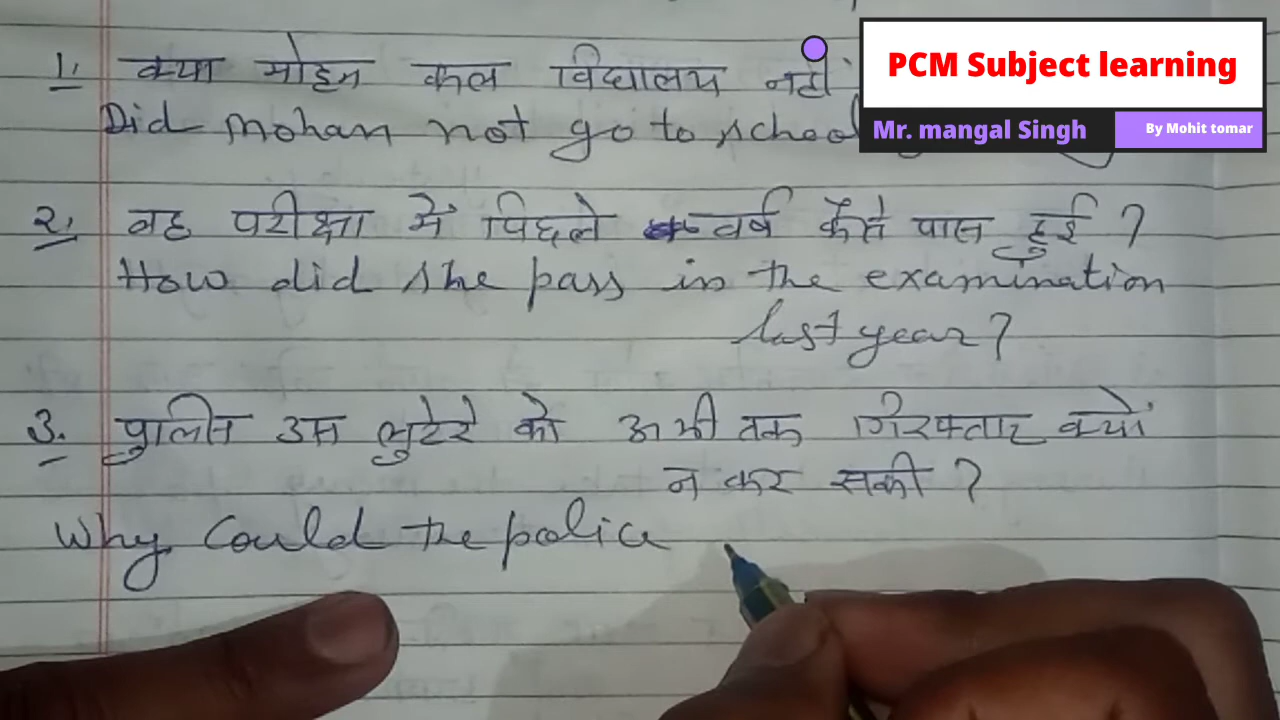 PCM Subject learning
Mr. mangal Singh
By Mohit tomar
1. क्या मोहन कल विद्यालय नहीं
Did Mohan not go to school
२. वह परीक्षा में पिछले वर्ष कैसे पास हुई ?
How did she pass in the examination
last year?
3. पुलिस उस लुटेरे को अभी तक गिरफ्तार क्यों
न कर सकी ?
Why Could the police